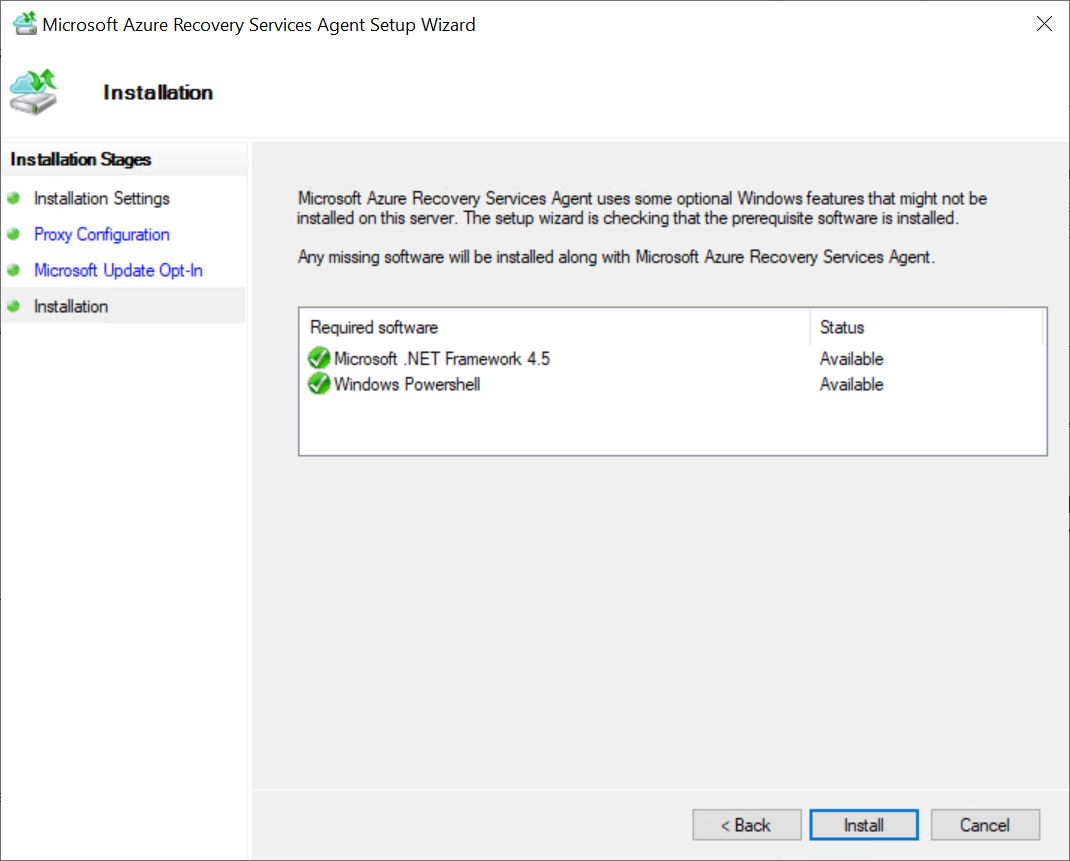 Microsoft Azure Recovery Services Agent Setup Wizard
Installation
Installation Stages
Installation Settings
Proxy Configuration
Microsoft Update Opt-In
Installation
Microsoft Azure Recovery Services Agent uses some optional Windows features that might not be
installed on this server. The setup wizard is checking that the prerequisite software is installed.
Any missing software will be installed along with Microsoft Azure Recovery Services Agent.
Required software Status
Microsoft .NET Framework 4.5 Available
Windows Powershell Available
< Back Install Cancel